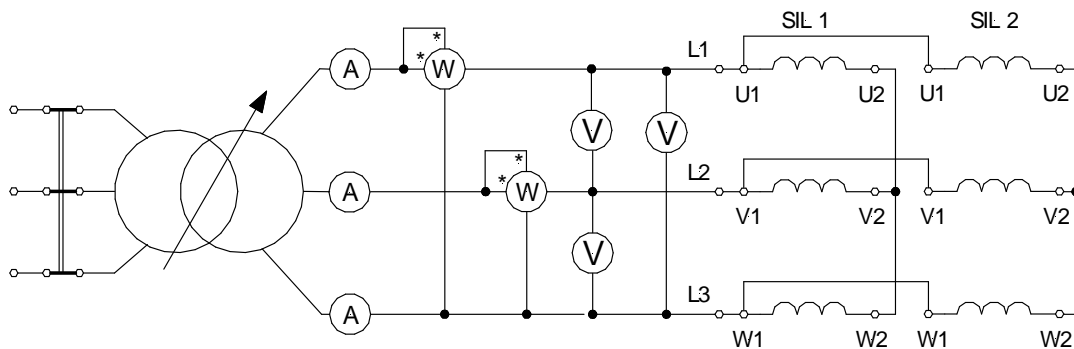 SIL 1 SIL 2
* L1
A * W
U1 U2 U1 U2
V V
* L2
A * W
V1 V2 V1 V2
V
L3
A
W1 W2 W1 W2